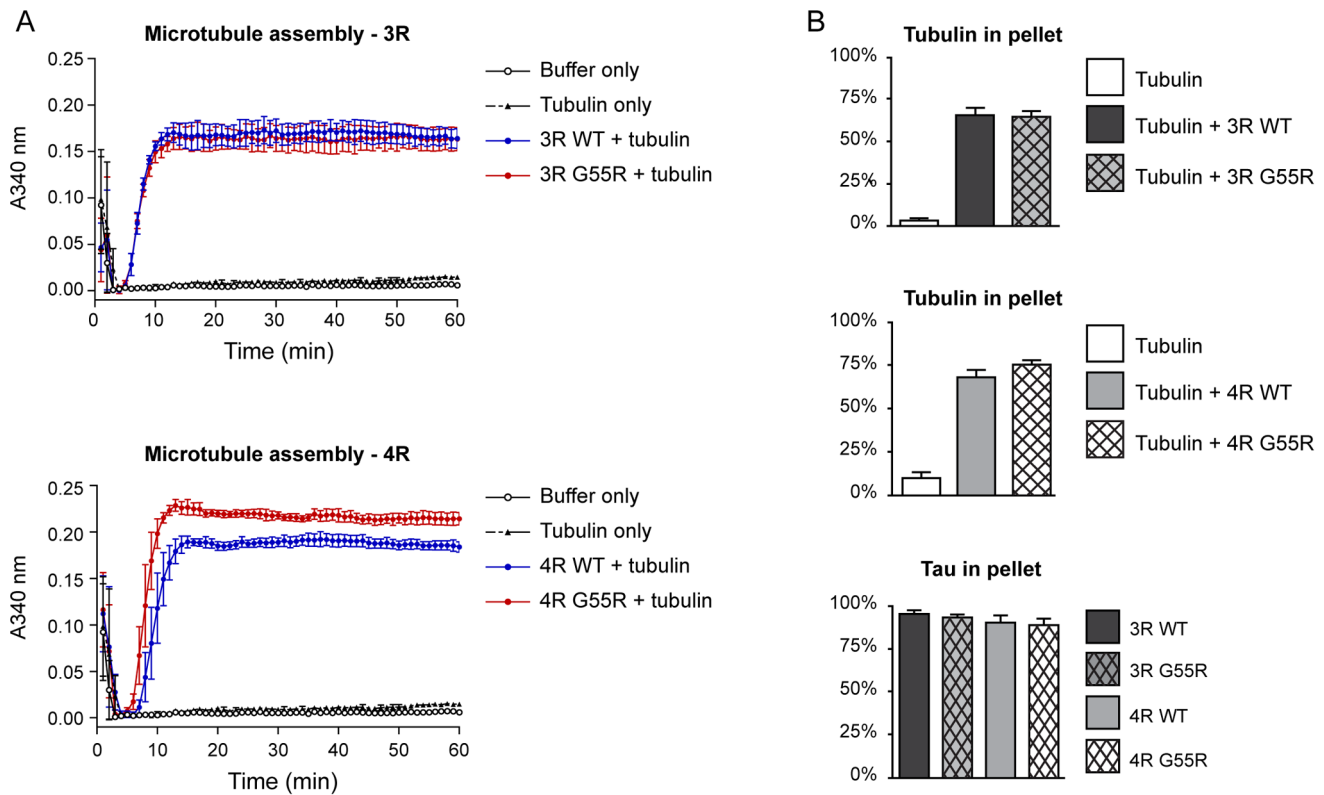 A
Microtubule assembly - 3R
0.25
0.20
0.15
0.10
0.05
0.00
A340 nm
0 10 20 30 40 50 60
Time (min)
Buffer only
Tubulin only
3R WT + tubulin
3R G55R + tubulin
Microtubule assembly - 4R
0.25
0.20
0.15
0.10
0.05
0.00
A340 nm
0 10 20 30 40 50 60
Time (min)
Buffer only
Tubulin only
4R WT + tubulin
4R G55R + tubulin
B
Tubulin in pellet
100%
75%
50%
25%
0%
Tubulin
Tubulin + 3R WT
Tubulin + 3R G55R
Tubulin in pellet
100%
75%
50%
25%
0%
Tubulin
Tubulin + 4R WT
Tubulin + 4R G55R
Tau in pellet
100%
75%
50%
25%
0%
3R WT
3R G55R
4R WT
4R G55R